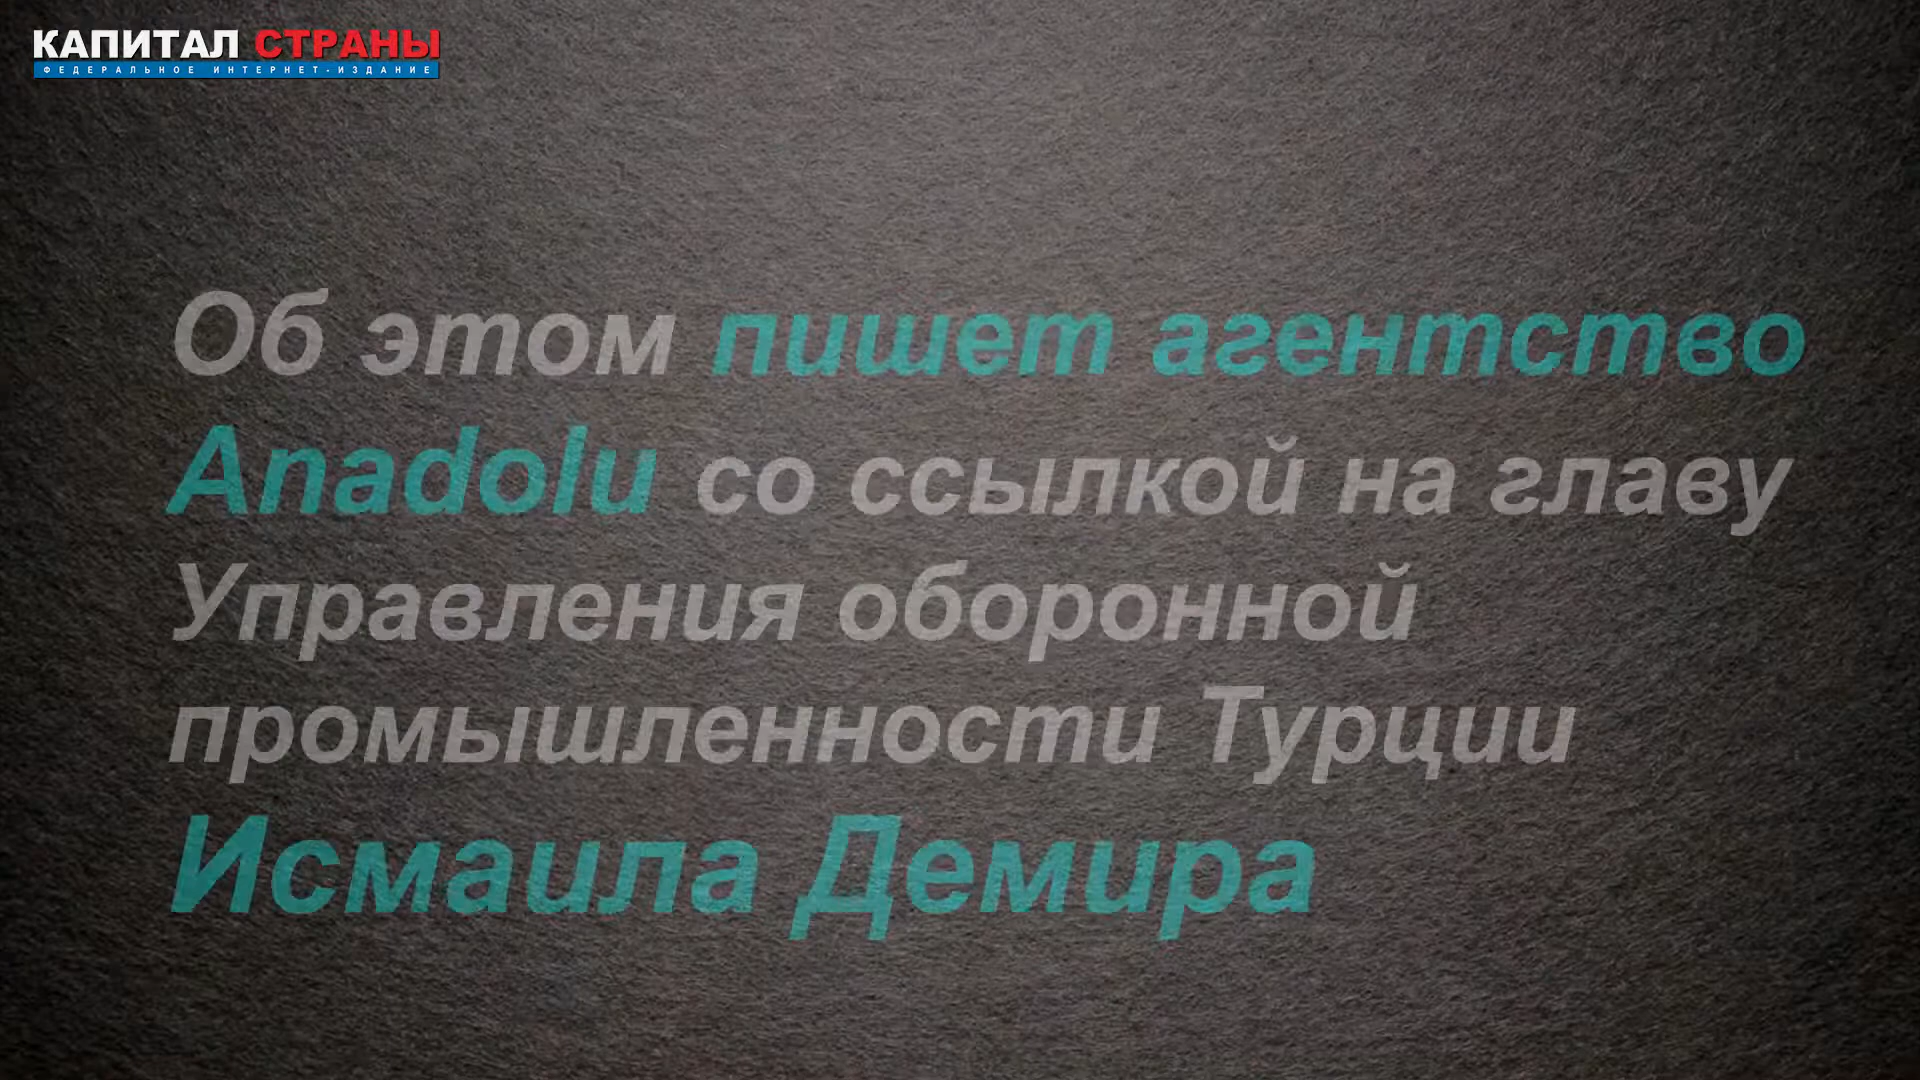 КАПИТАЛ СТРАНЫ
ФЕДЕРАЛЬНОЕ ИНТЕРНЕТ-ИЗДАНИЕ
Об этом пишет агентство
Anadolu со ссылкой на главу
Управления оборонной
промышленности Турции
Исмаила Демира